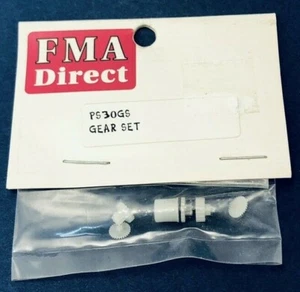 FMA
Direct
PS30GS
GEAR SET